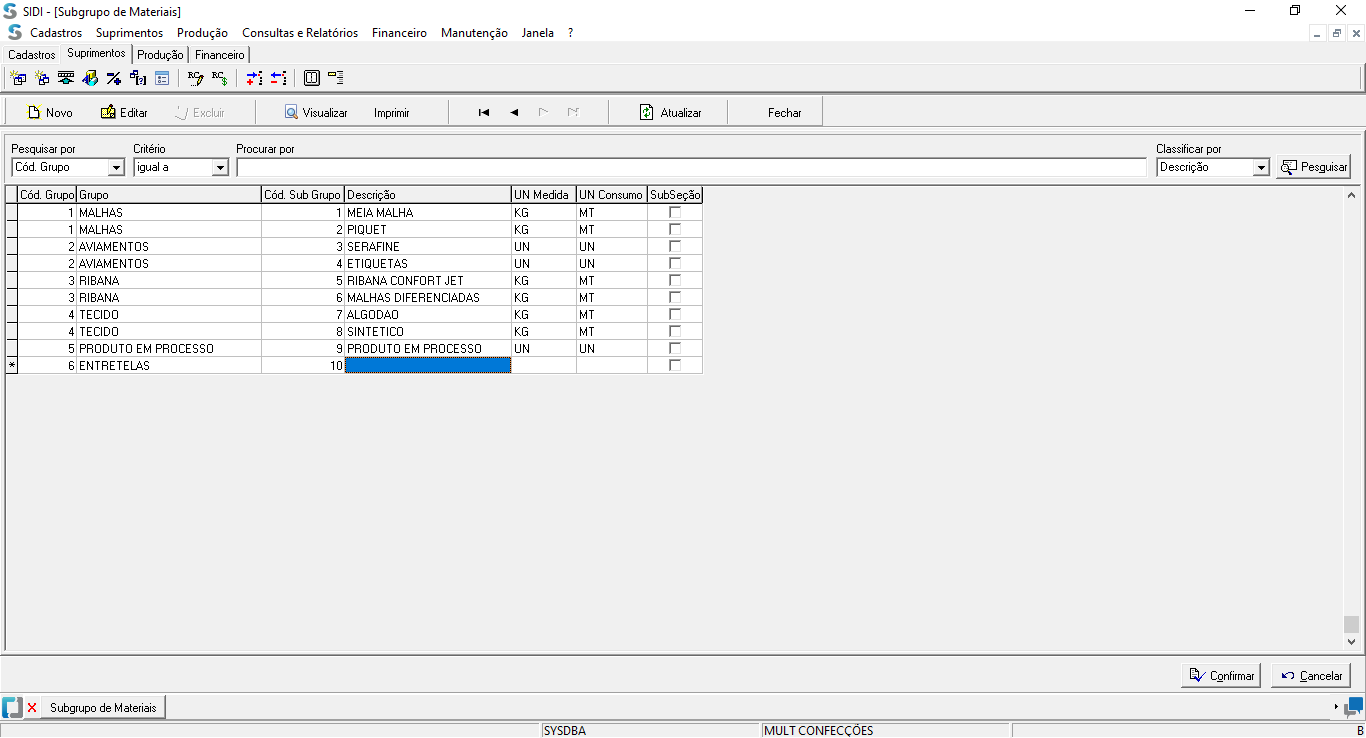 SIDI - [Subgrupo de Materiais]
Cadastros Suprimentos Produção Consultas e Relatórios Financeiro Manutenção Janela ?
Cadastros Suprimentos Produção Financeiro
Novo Editar Excluir Visualizar Imprimir Atualizar Fechar
Pesquisar por Critério Procurar por Classificar por
Cód. Grupo igual a Descrição Pesquisar
Cód. Grupo Grupo Cód. Sub Grupo Descrição UN Medida UN Consumo SubSeção
1 MALHAS 1 MEIA MALHA KG MT
1 MALHAS 2 PIQUET KG MT
2 AVIAMENTOS 3 SERAFINE UN UN
2 AVIAMENTOS 4 ETIQUETAS UN UN
3 RIBANA 5 RIBANA CONFORT JET KG MT
3 RIBANA 6 MALHAS DIFERENCIADAS KG MT
4 TECIDO 7 ALGODAO KG MT
4 TECIDO 8 SINTETICO KG MT
5 PRODUTO EM PROCESSO 9 PRODUTO EM PROCESSO UN UN
* 6 ENTRETELAS 10
Confirmar Cancelar
Subgrupo de Materiais
SYSDBA MULT CONFECÇÕES B